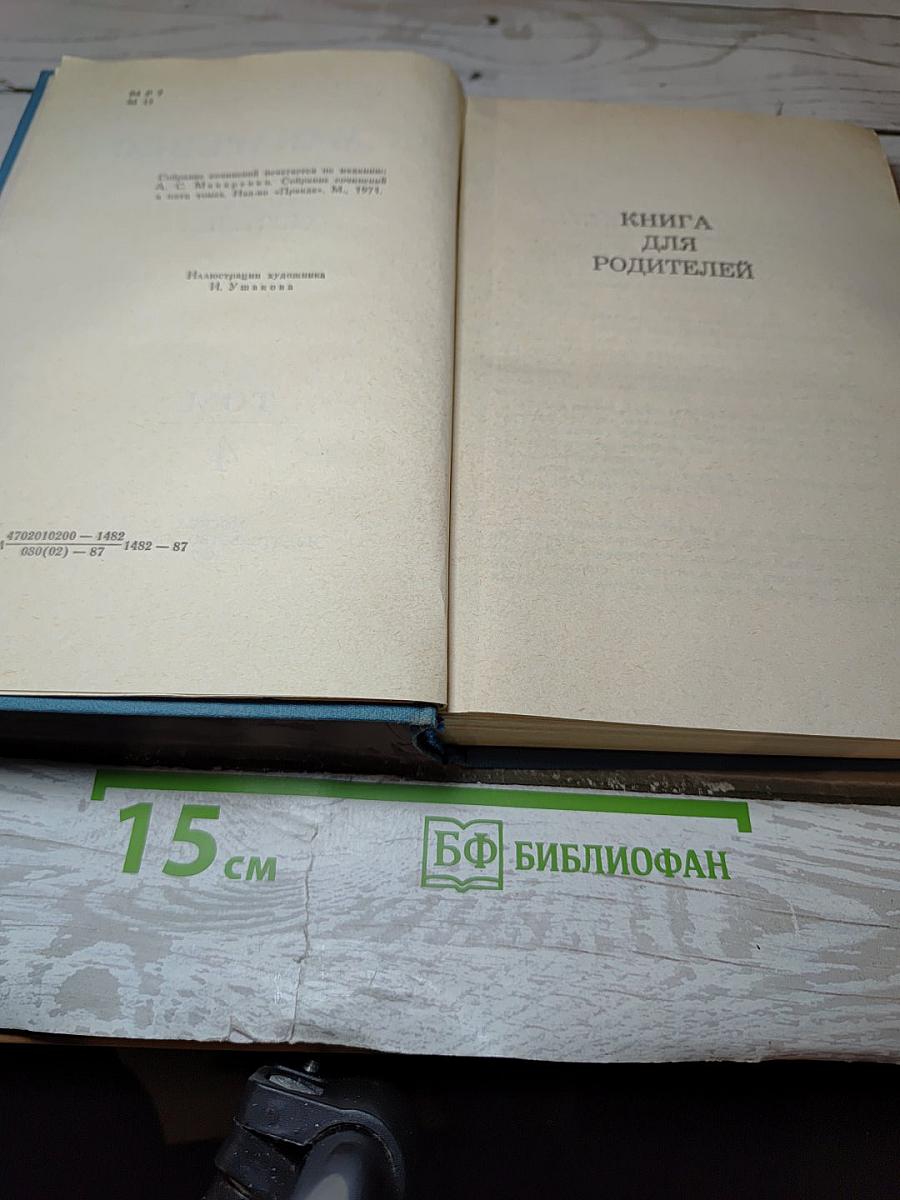 М 19
Собрание сочинений печатается по изданию:
А. С. Макаренко. Собрание сочинений
в пяти томах. Изд-во «Правда». М., 1971.
Иллюстрации художника
И. Ушакова
4702010200 — 1482
080(02) — 87
1482 — 87
КНИГА
ДЛЯ
РОДИТЕЛЕЙ
15 см
БФ БИБЛИОФАН